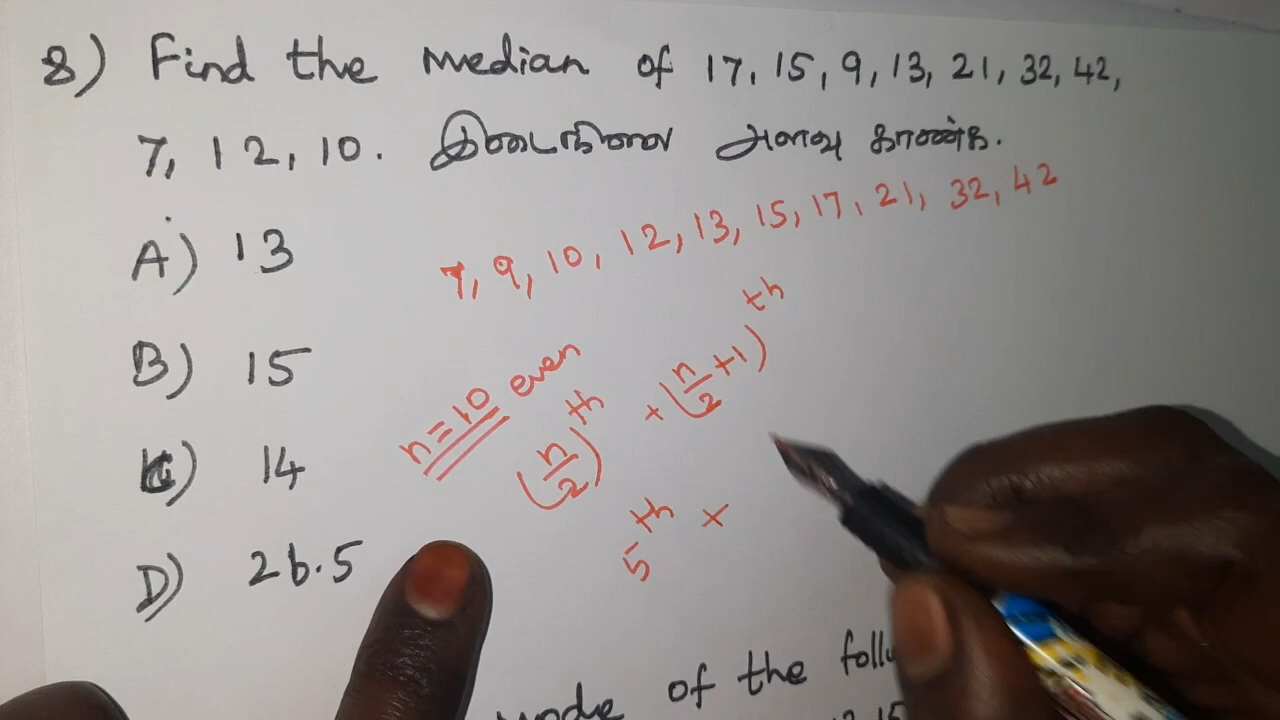 8) Find the median of 17, 15, 9, 13, 21, 32, 42,
7, 12, 10. இடைநிலை அளவு காண்க.
7, 9, 10, 12, 13, 15, 17, 21, 32, 42
A) 13
B) 15
C) 14
D) 26.5
n=10 even
(n/2)th + (n/2+1)th
5th +
mode of the